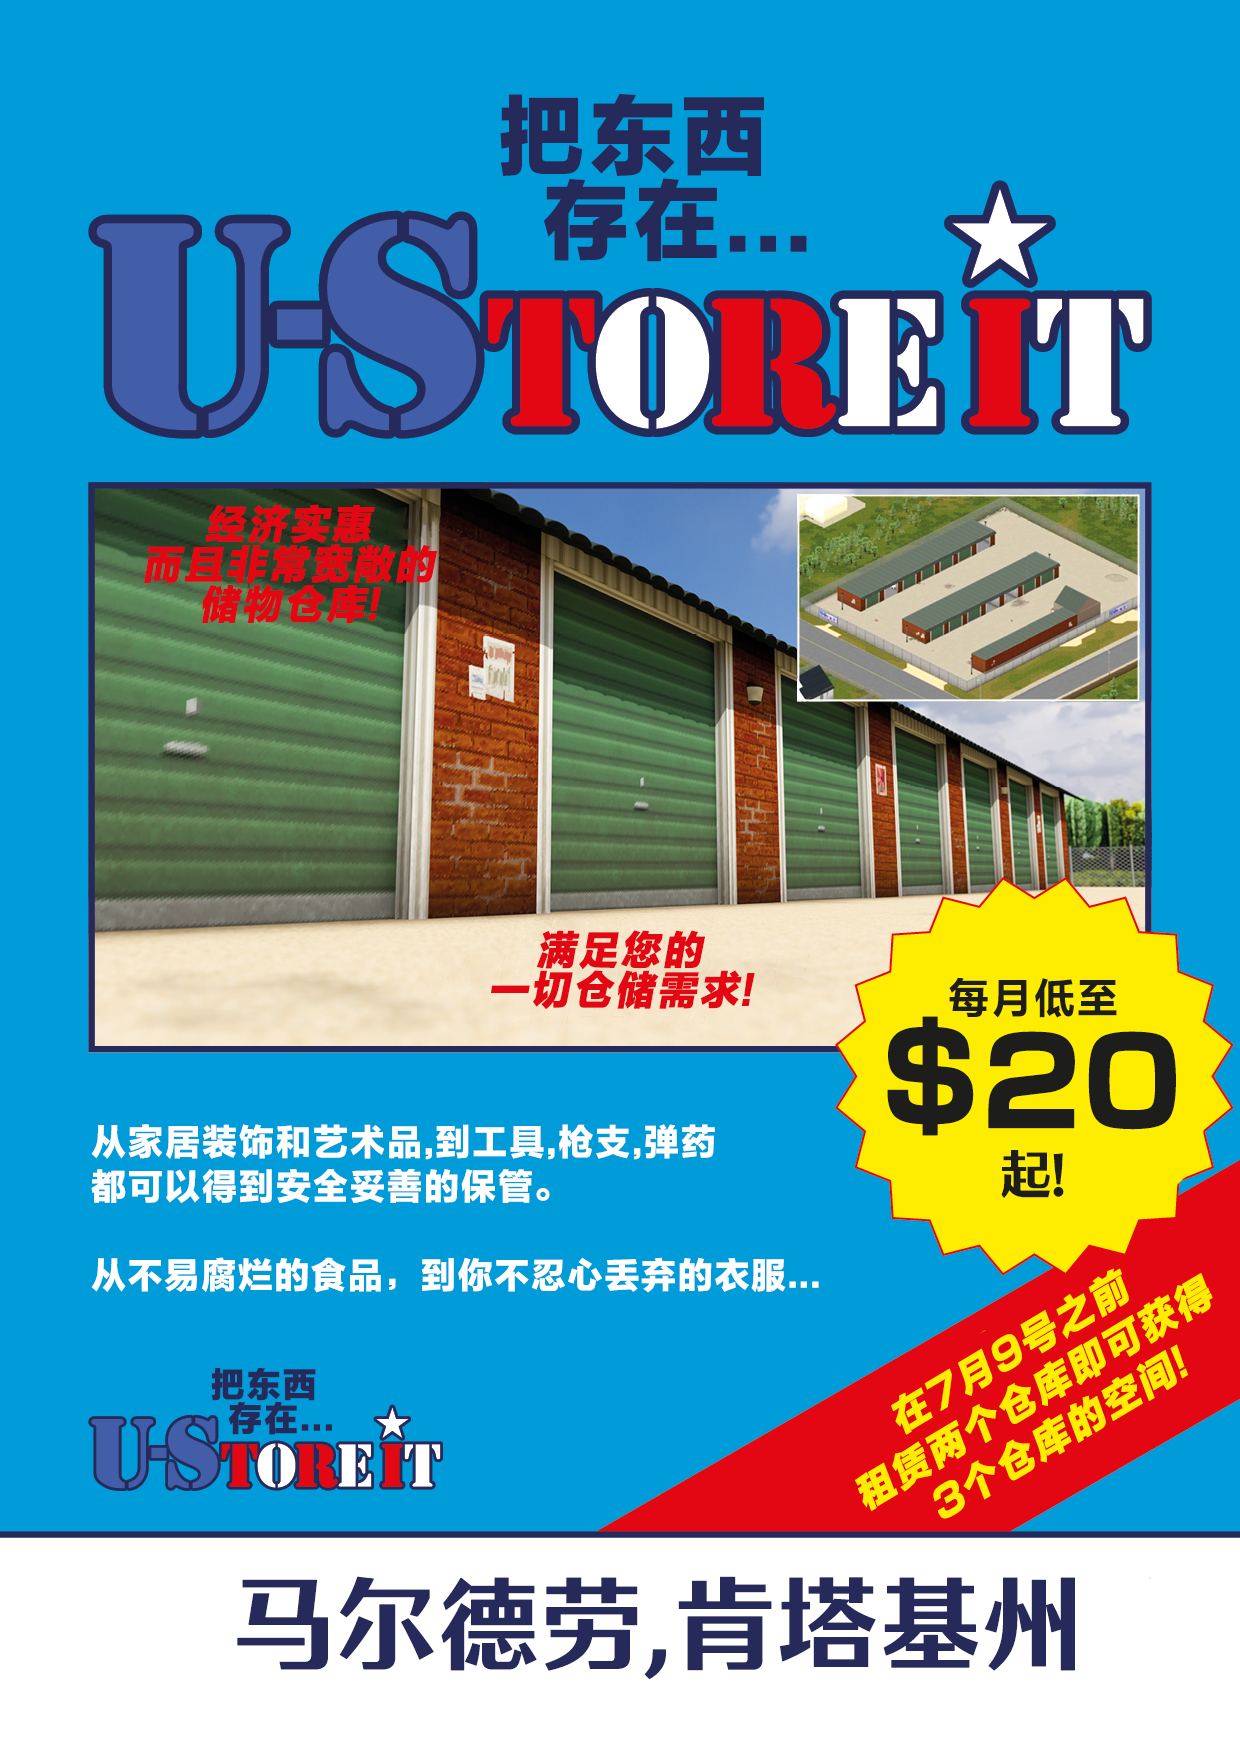 把东西
存在...
U-STORE IT
经济实惠
而且非常宽敞的
储物仓库!
满足您的
一切仓储需求!
每月低至
$20
起!
从家居装饰和艺术品,到工具,枪支,弹药
都可以得到安全妥善的保管。
从不易腐烂的食品，到你不忍心丢弃的衣服...
在7月9号之前
租赁两个仓库即可获得
3个仓库的空间!
把东西
存在...
U-STORE IT
马尔德劳,肯塔基州